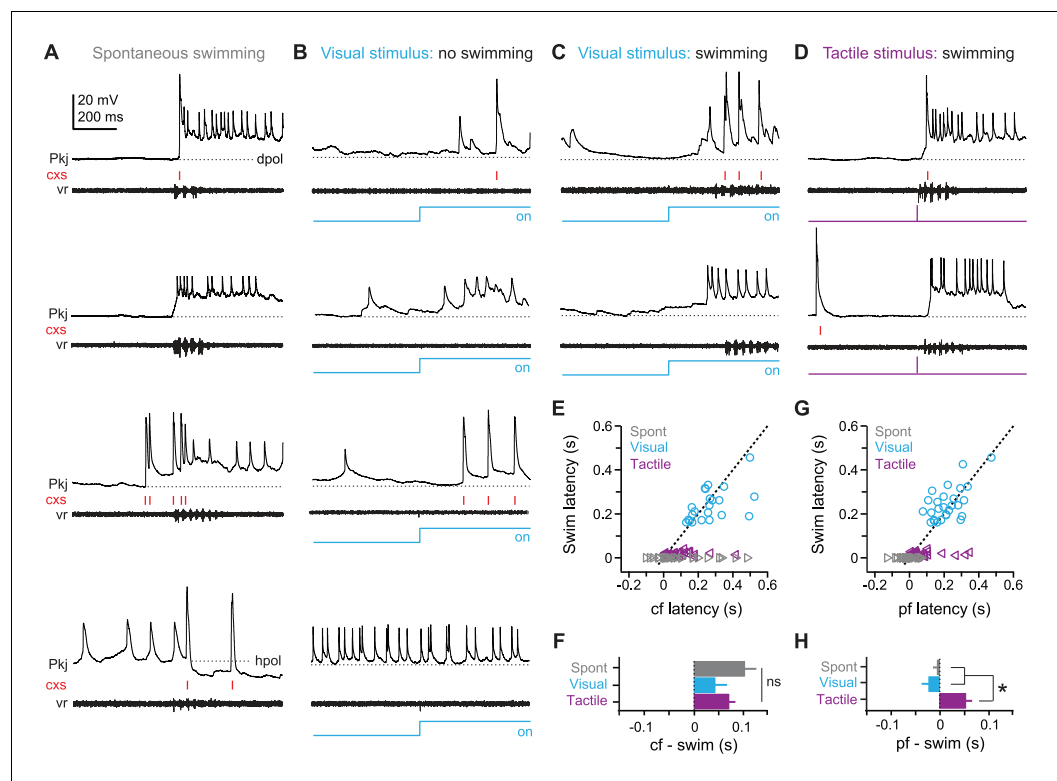 A Spontaneous swimming
B Visual stimulus: no swimming
C Visual stimulus: swimming
D Tactile stimulus: swimming
20 mV
200 ms
Pkj
dpol
cxs
vr
on
on
Pkj
cxs
vr
on
on
Pkj
cxs
vr
on
Pkj
hpol
cxs
vr
on
E
Spont
Visual
Tactile
Swim latency (s)
0.6
0.4
0.2
0
-0.2 0 0.2 0.4 0.6
cf latency (s)
G
Spont
Visual
Tactile
Swim latency (s)
0.6
0.4
0.2
0
-0.2 0 0.2 0.4 0.6
pf latency (s)
F
Spont
Visual
Tactile
ns
0 0.1
cf - swim (s)
H
Spont
Visual
Tactile
*
0 0.1
pf - swim (s)